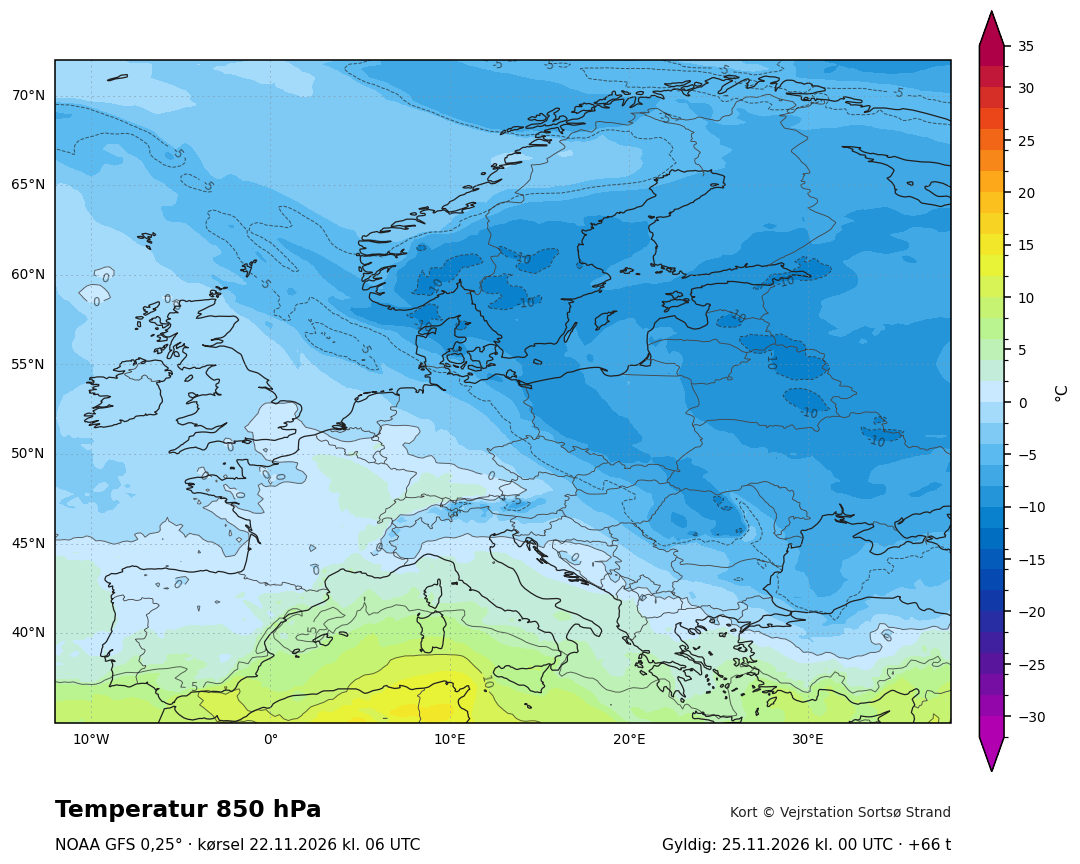 70°N
65°N
60°N
55°N
50°N
45°N
40°N
10°W 0° 10°E 20°E 30°E
35
30
25
20
15
10
5
0
−5
−10
−15
−20
−25
−30
°C
Temperatur 850 hPa
Kort © Vejrstation Sortsø Strand
NOAA GFS 0,25° · kørsel 22.11.2026 kl. 06 UTC
Gyldig: 25.11.2026 kl. 00 UTC · +66 t